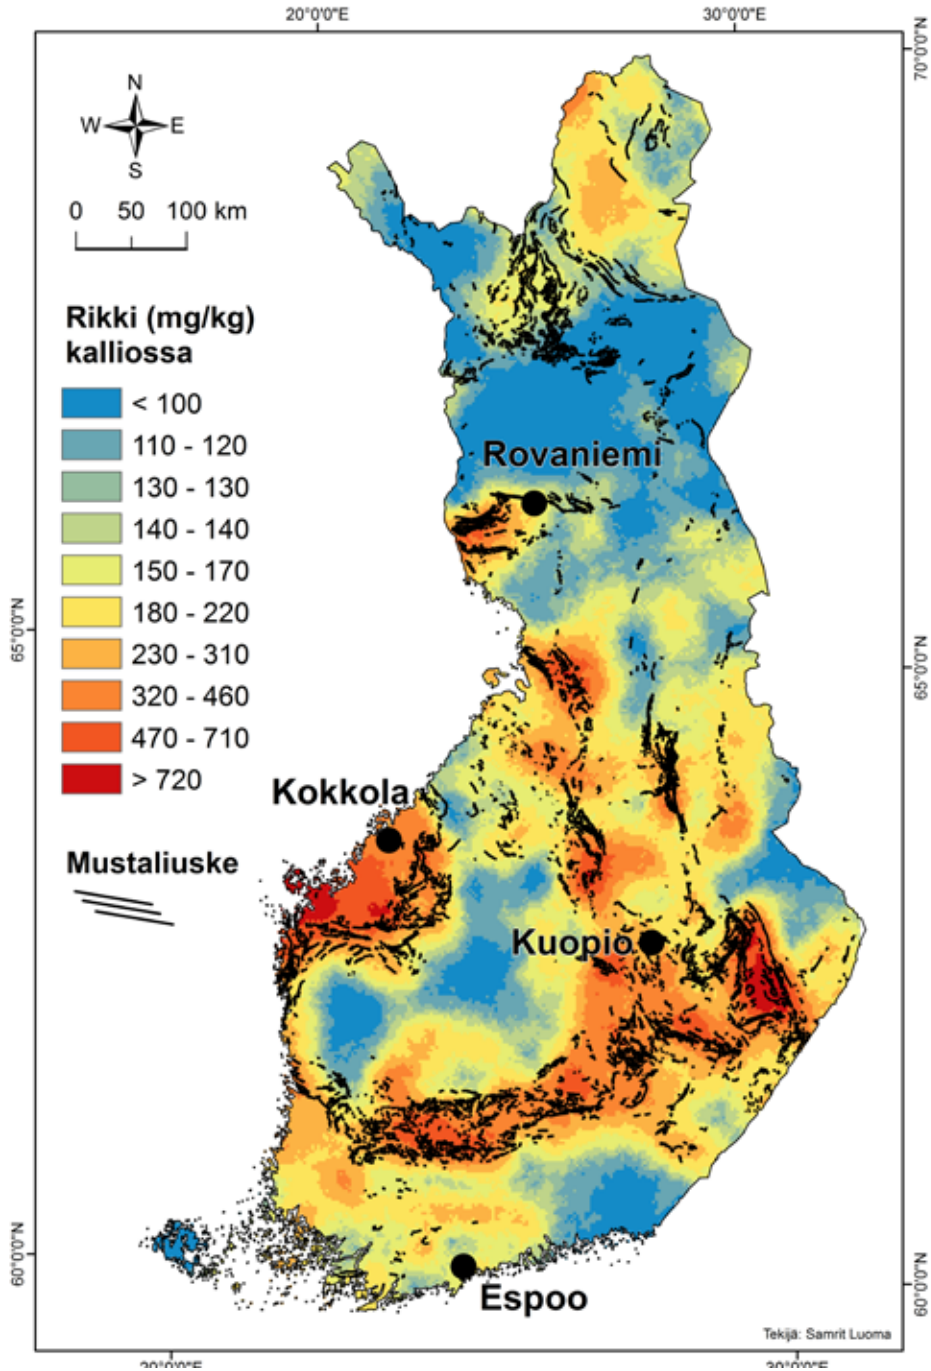 20°0'0"E
30°0'0"E
70°0'0"N
N
W E
S
0 50 100 km
Rikki (mg/kg)
kalliossa
< 100
110 - 120
130 - 130
140 - 140
150 - 170
180 - 220
230 - 310
320 - 460
470 - 710
> 720
Rovaniemi
65°0'0"N
65°0'0"N
Kokkola
Mustaliuske
Kuopio
60°0'0"N
60°0'0"N
Espoo
Tekijä: Samrit Luoma
20°0'0"E
30°0'0"E